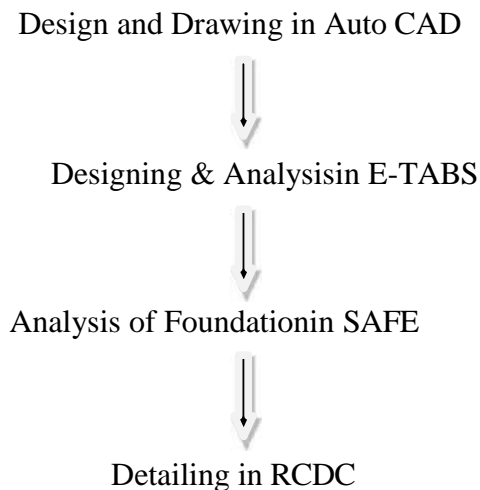 Design and Drawing in Auto CAD
Designing & Analysisin E-TABS
Analysis of Foundationin SAFE
Detailing in RCDC